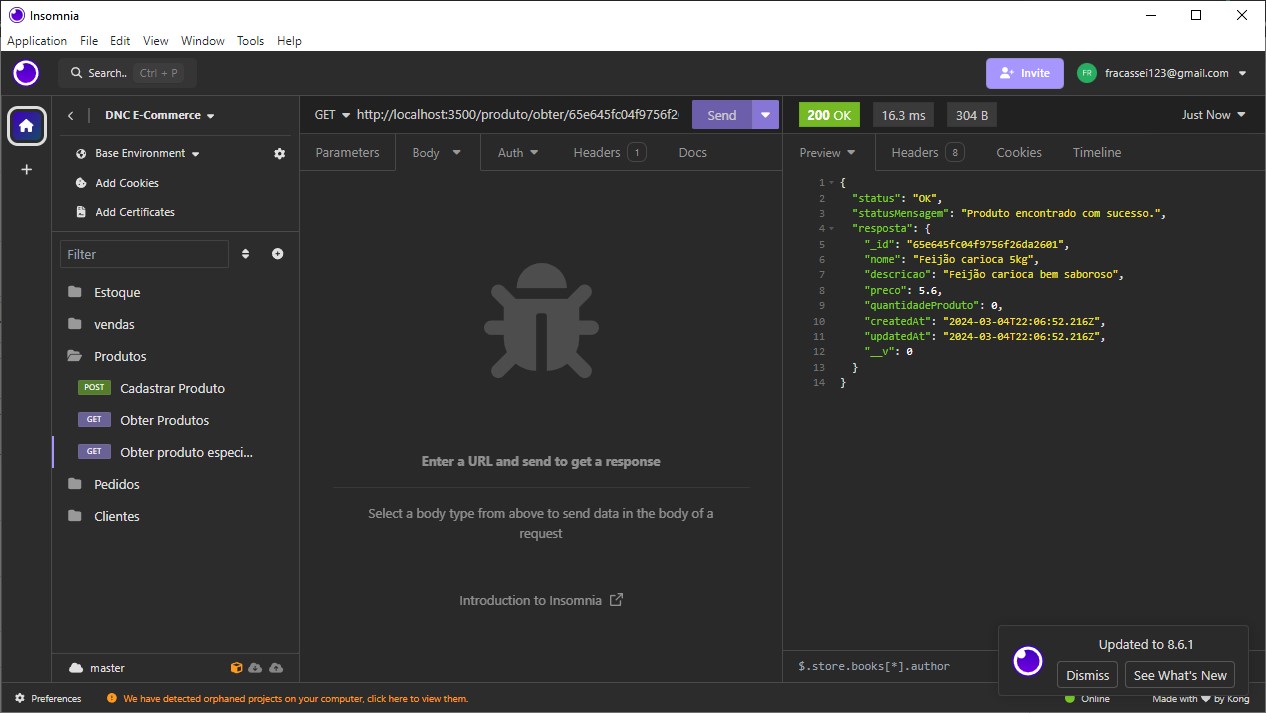 Insomnia
Application File Edit View Window Tools Help
Search.. Ctrl + P
Invite
FR fracassei123@gmail.com
DNC E-Commerce
Base Environment
Add Cookies
Add Certificates
Filter
Estoque
vendas
Produtos
POST Cadastrar Produto
GET Obter Produtos
GET Obter produto especi...
Pedidos
Clientes
master
GET http://localhost:3500/produto/obter/65e645fc04f9756f2 Send
Parameters Body Auth Headers 1 Docs
Enter a URL and send to get a response
Select a body type from above to send data in the body of a
request
Introduction to Insomnia
200 OK 16.3 ms 304 B Just Now
Preview Headers 8 Cookies Timeline
1 {
2 "status": "OK",
3 "statusMensagem": "Produto encontrado com sucesso.",
4 "resposta": {
5 "_id": "65e645fc04f9756f26da2601",
6 "nome": "Feijão carioca 5kg",
7 "descricao": "Feijão carioca bem saboroso",
8 "preco": 5.6,
9 "quantidadeProduto": 0,
10 "createdAt": "2024-03-04T22:06:52.216Z",
11 "updatedAt": "2024-03-04T22:06:52.216Z",
12 "__v": 0
13 }
14 }
$.store.books[*].author
Updated to 8.6.1
Dismiss See What's New
Preferences We have detected orphaned projects on your computer, click here to view them. Online Made with ❤ by Kong